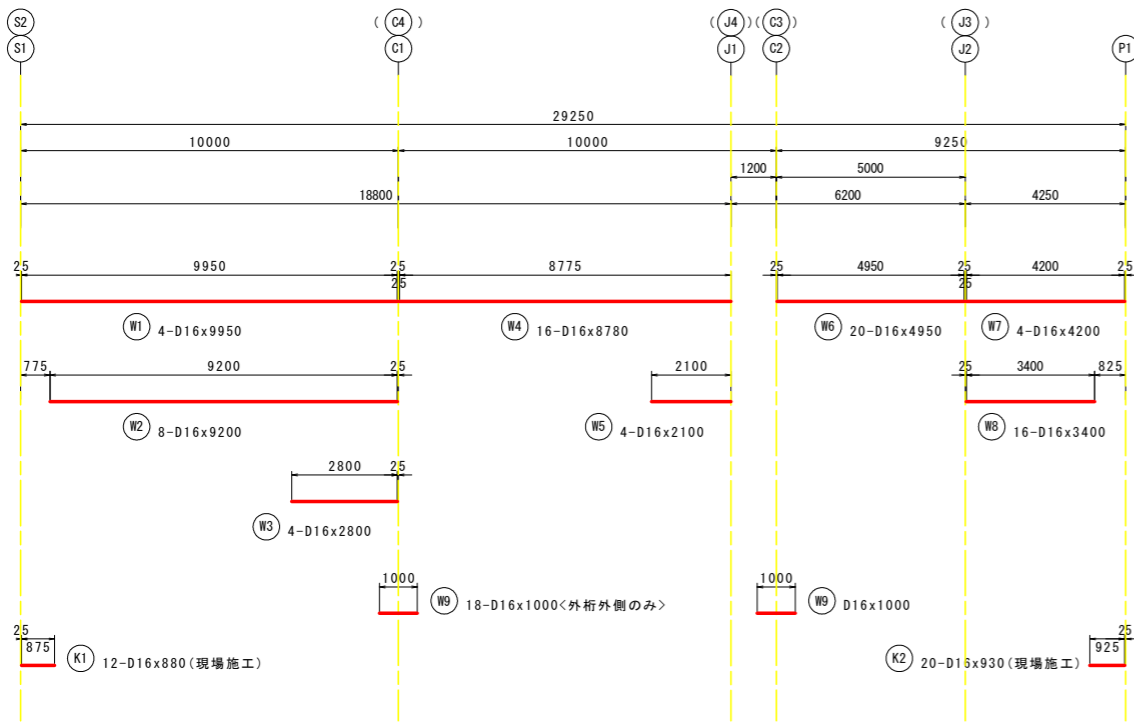 S2 (C4) (J4) (C3) (J3)
S1 C1 J1 C2 J2 P1
29250
10000 10000 9250
1200 5000
18800 6200 4250
25 9950 25 8775 25 4950 25 4200 25
25 25
W1 4-D16x9950 W4 16-D16x8780 W6 20-D16x4950 W7 4-D16x4200
775 9200 25 2100 25 3400 825
W2 8-D16x9200 W5 4-D16x2100 W8 16-D16x3400
2800 25
W3 4-D16x2800
1000 1000
W9 18-D16x1000<外桁外側のみ> W9 D16x1000
25 25
875 925
K1 12-D16x880(現場施工) K2 20-D16x930(現場施工)